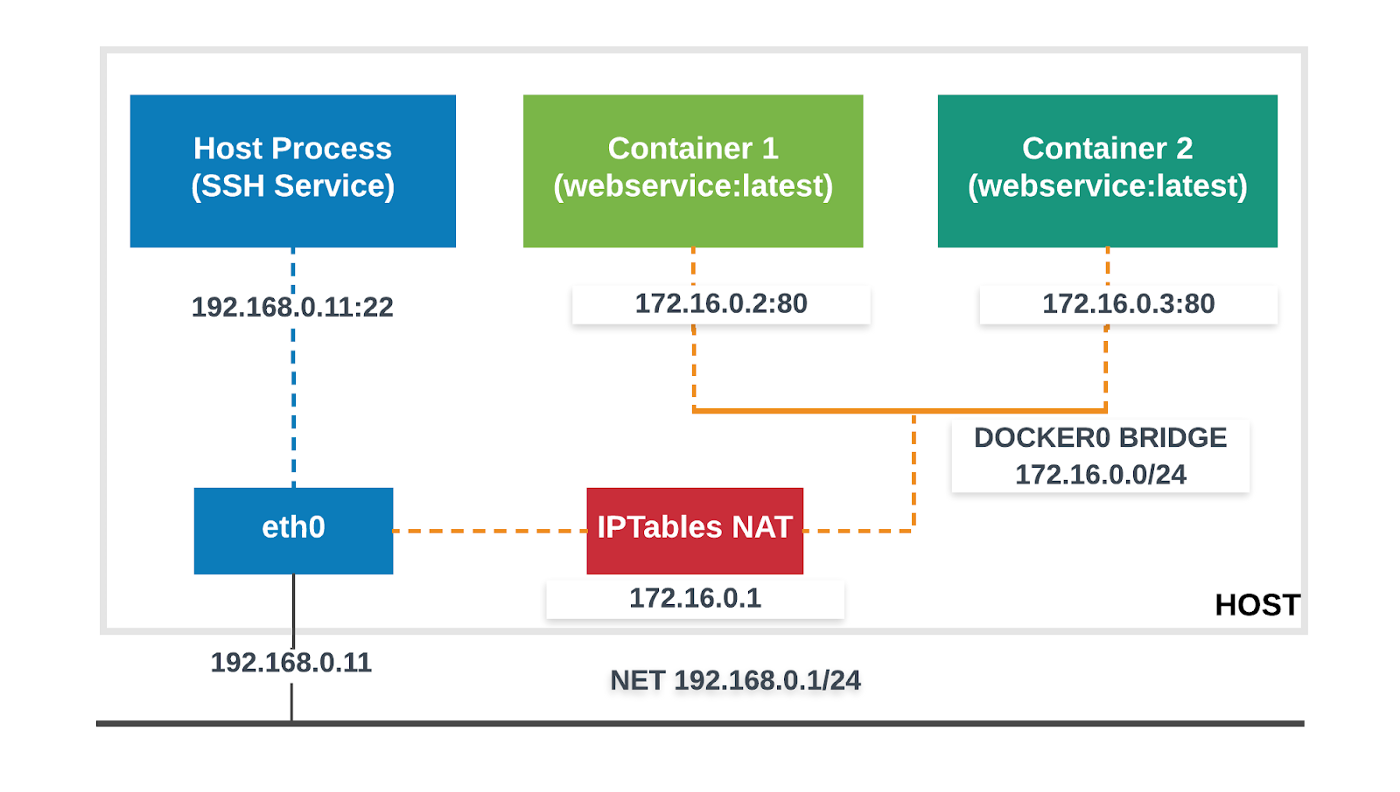 Host Process
(SSH Service)
Container 1
(webservice:latest)
Container 2
(webservice:latest)
192.168.0.11:22
172.16.0.2:80
172.16.0.3:80
DOCKER0 BRIDGE
172.16.0.0/24
eth0
IPTables NAT
172.16.0.1
HOST
192.168.0.11
NET 192.168.0.1/24